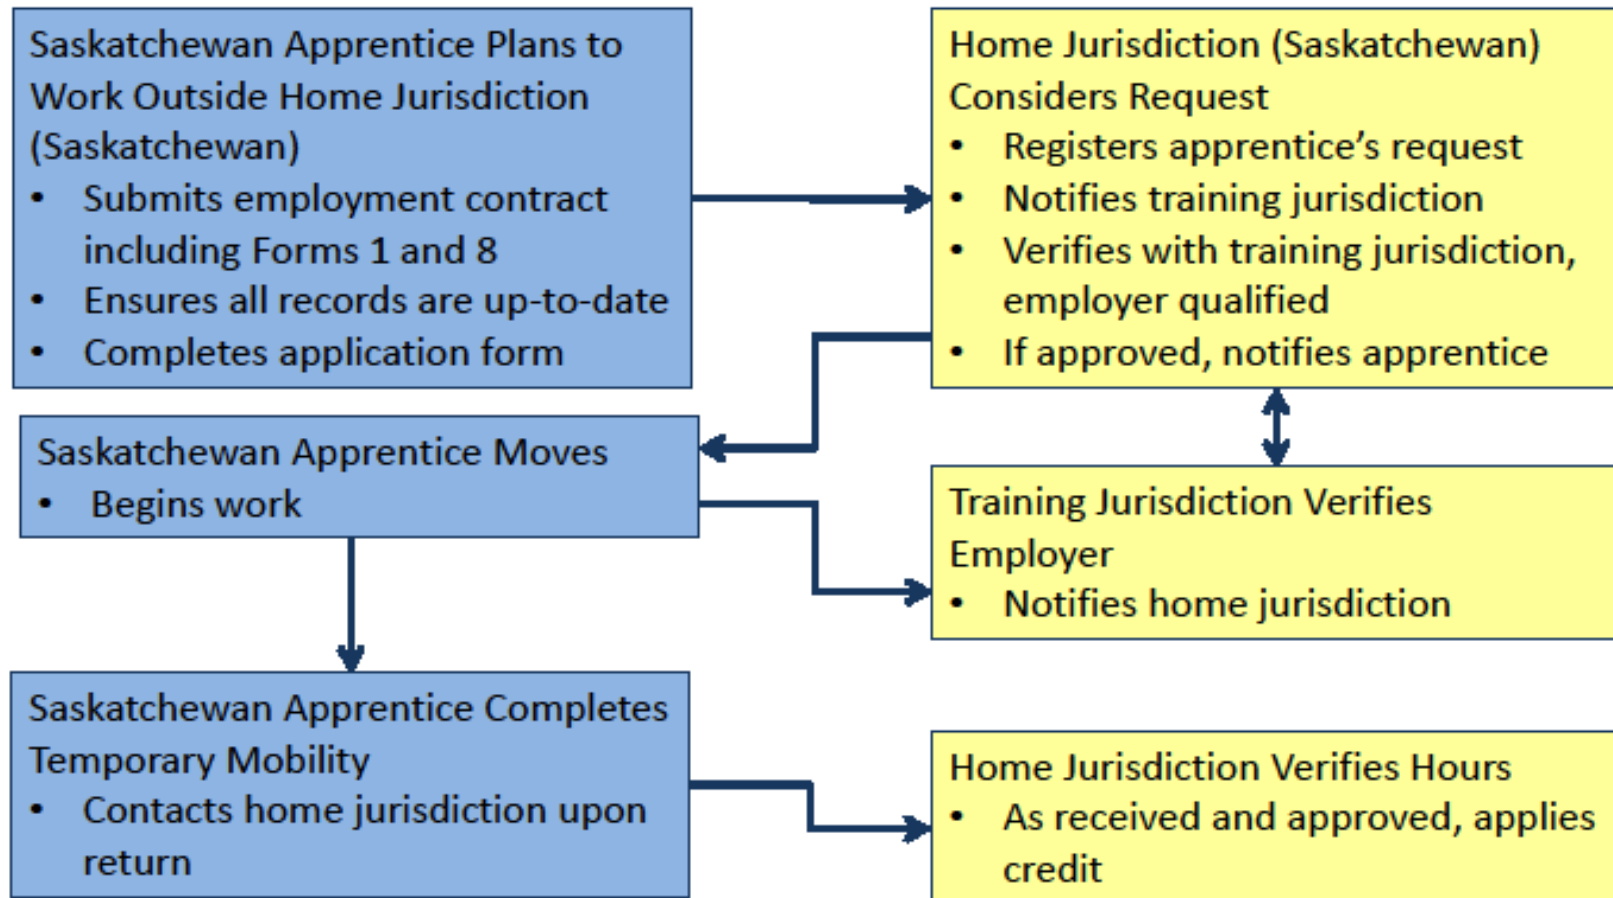 Saskatchewan Apprentice Plans to
Work Outside Home Jurisdiction
(Saskatchewan)
• Submits employment contract
including Forms 1 and 8
• Ensures all records are up-to-date
• Completes application form
Home Jurisdiction (Saskatchewan)
Considers Request
• Registers apprentice’s request
• Notifies training jurisdiction
• Verifies with training jurisdiction,
employer qualified
• If approved, notifies apprentice
Saskatchewan Apprentice Moves
• Begins work
Training Jurisdiction Verifies
Employer
• Notifies home jurisdiction
Saskatchewan Apprentice Completes
Temporary Mobility
• Contacts home jurisdiction upon
return
Home Jurisdiction Verifies Hours
• As received and approved, applies
credit